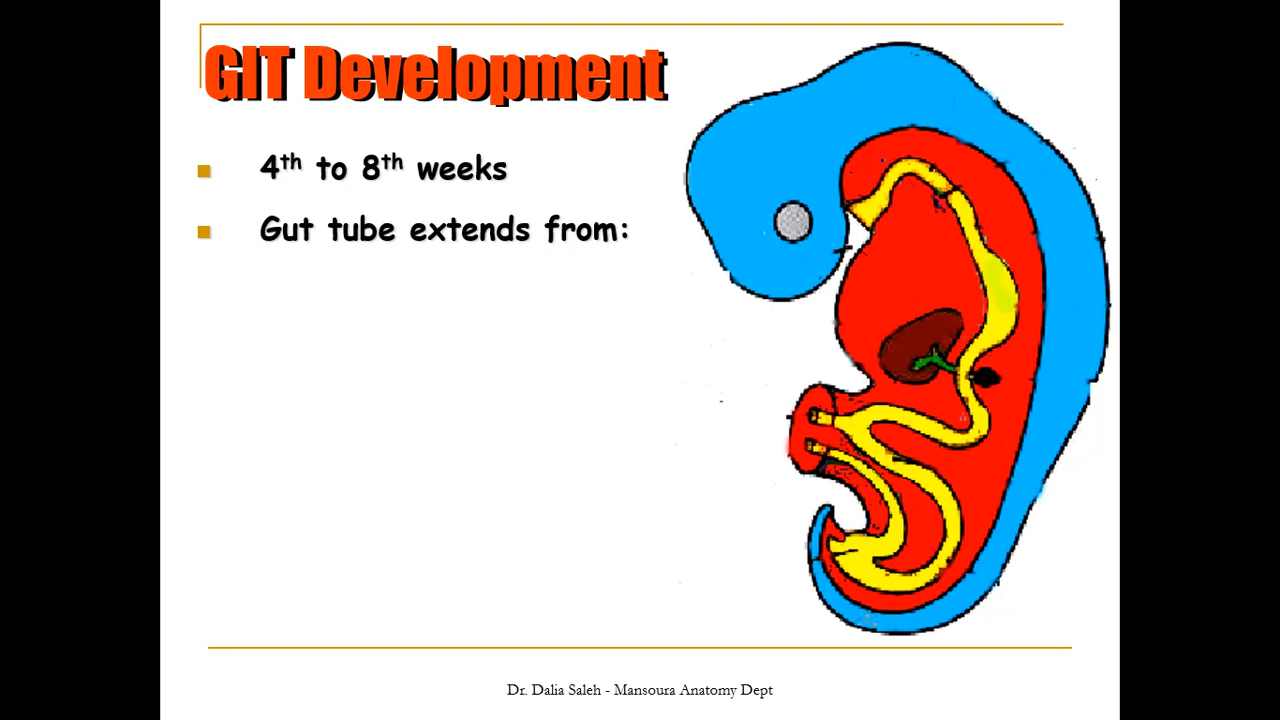 GIT Development
4th to 8th weeks
Gut tube extends from:
Dr. Dalia Saleh - Mansoura Anatomy Dept